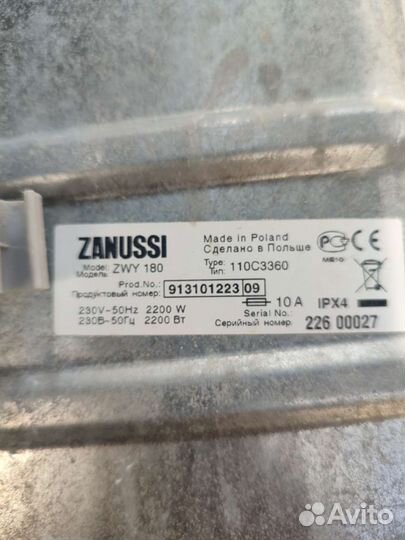 ZANUSSI
Made in Poland
Сделано в Польше
Model:
Модель: ZWY 180
Type:
Тип: 110C3360
МЕ10
Prod.No.:
Продуктовый номер: 913101223 09
230V~50Hz 2200 W
230В~50Гц 2200 Вт
10 A IPX4
Serial No.:
Серийный номер: 226 00027
Avito